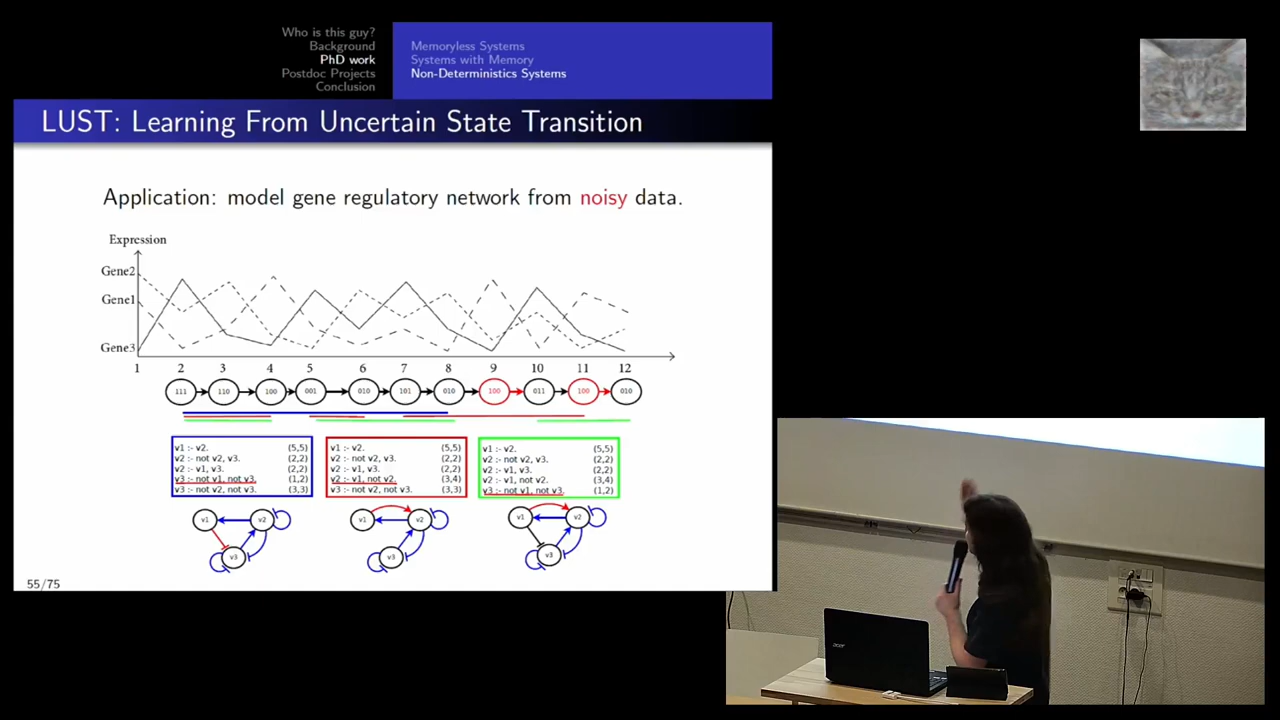 Who is this guy?
Background
PhD work
Postdoc Projects
Conclusion
Memoryless Systems
Systems with Memory
Non-Deterministics Systems
LUST: Learning From Uncertain State Transition
Application: model gene regulatory network from noisy data.
Expression
Gene2
Gene1
Gene3
1 2 3 4 5 6 7 8 9 10 11 12
111 110 100 001 010 101 010 100 011 100 010
v1 :- v2. (5,5)
v2 :- not v2, v3. (2,2)
v2 :- v1, v3. (2,2)
v3 :- not v1, not v3. (1,2)
v3 :- not v2, not v3. (3,3)
v1 :- v2. (5,5)
v2 :- not v2, v3. (2,2)
v2 :- v1, v3. (2,2)
v2 :- v1, not v2. (3,4)
v3 :- not v2, not v3. (3,3)
v1 :- v2. (5,5)
v2 :- not v2, v3. (2,2)
v2 :- v1, v3. (2,2)
v2 :- v1, not v2. (3,4)
v3 :- not v1, not v3. (1,2)
v1 v2 v3
v1 v2 v3
v1 v2 v3
55/75
acer